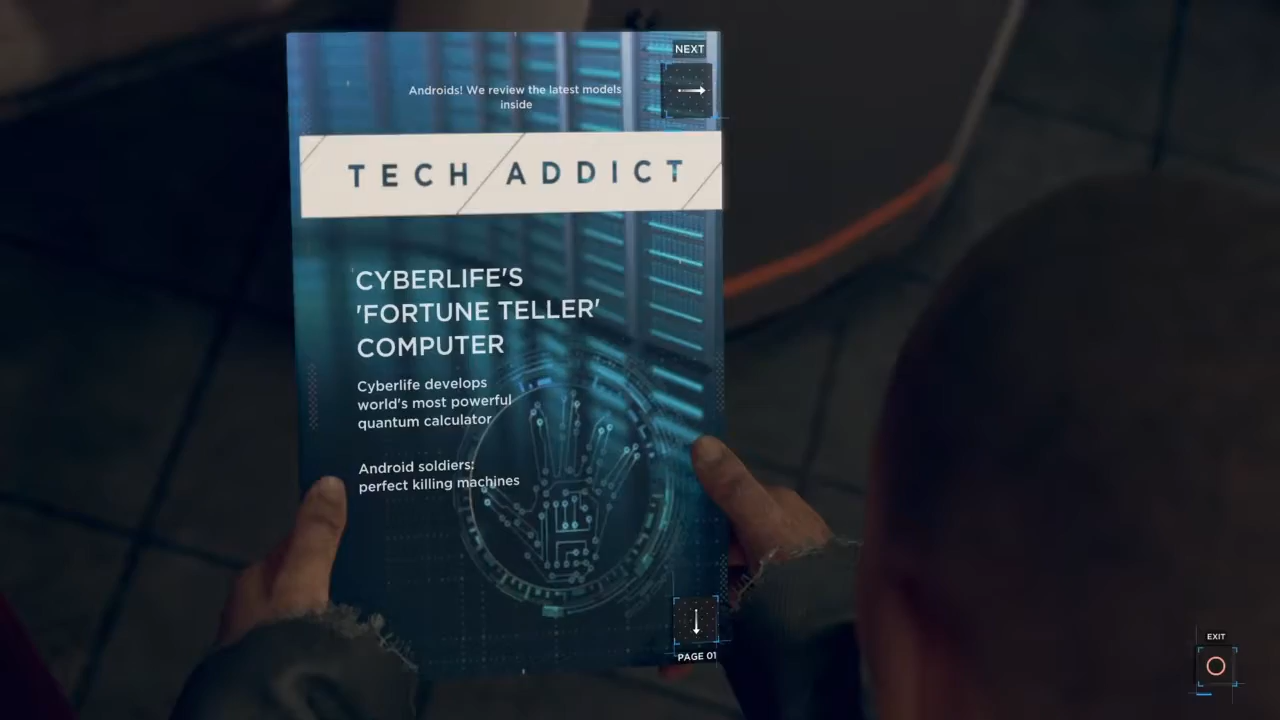 NEXT
Androids! We review the latest models
inside
TECH ADDICT
CYBERLIFE'S
'FORTUNE TELLER'
COMPUTER
Cyberlife develops
world's most powerful
quantum calculator
Android soldiers:
perfect killing machines
PAGE 01
EXIT